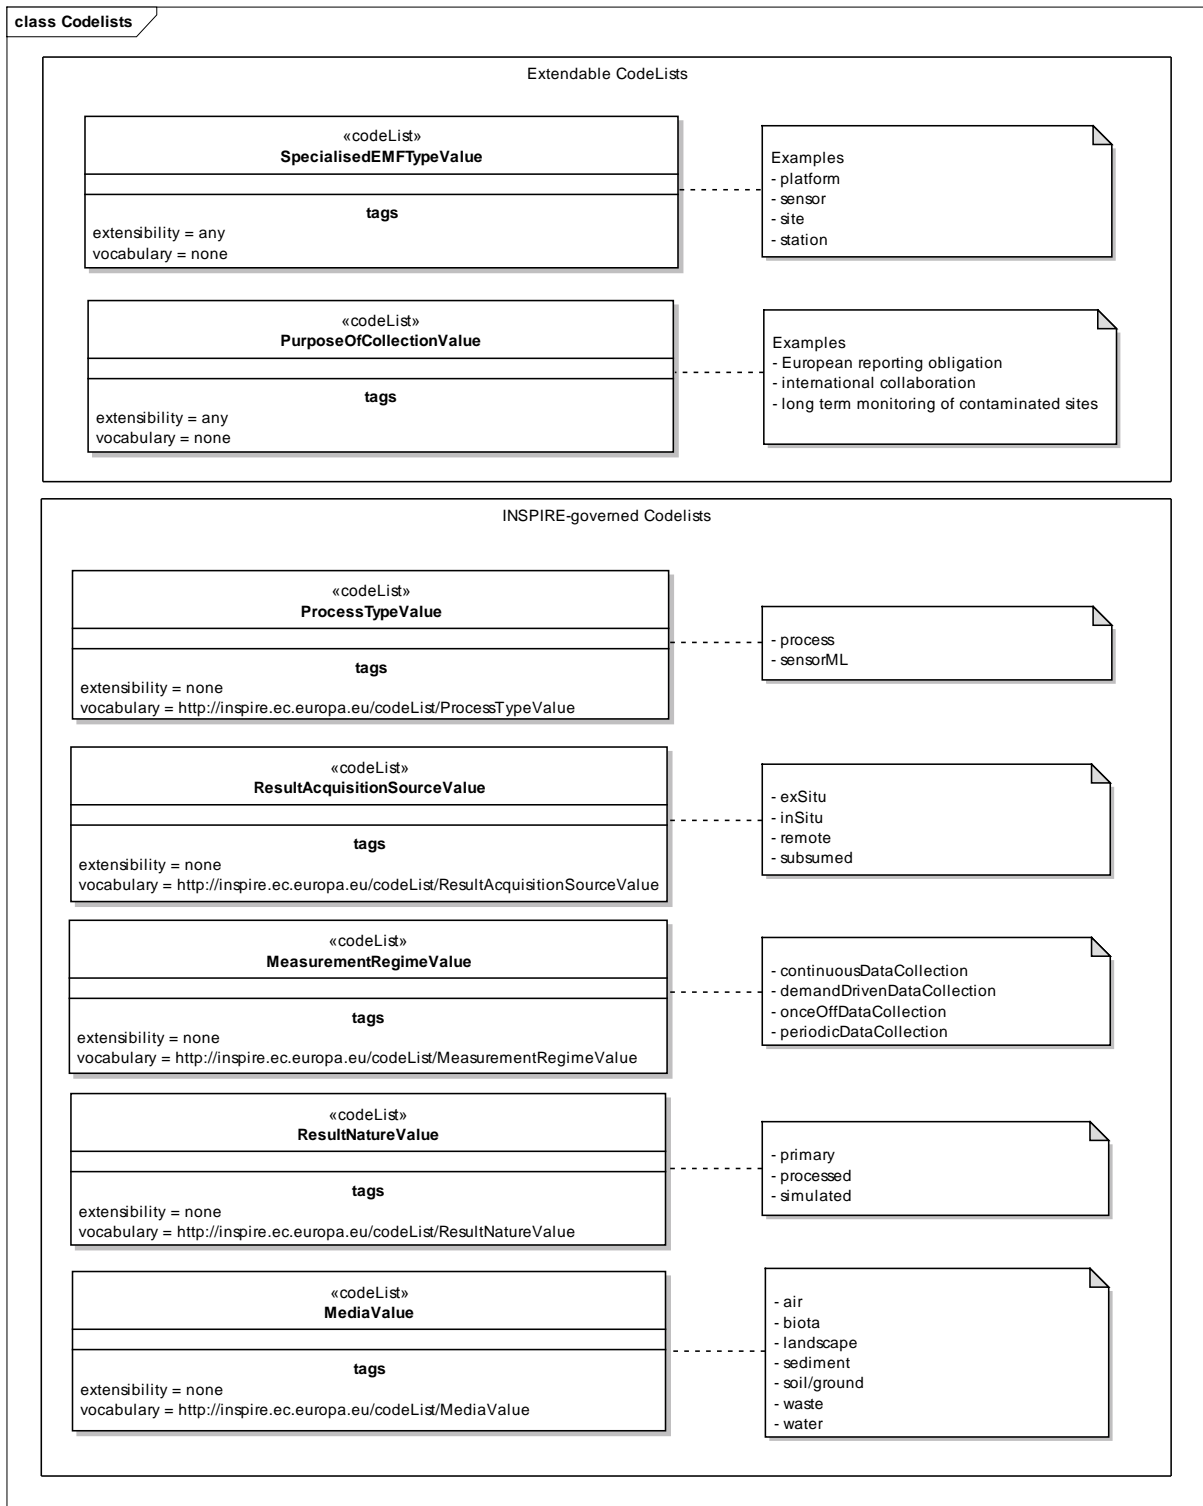 class Codelists
Extendable CodeLists
«codeList»
SpecialisedEMFTypeValue
tags
extensibility = any
vocabulary = none
Examples
- platform
- sensor
- site
- station
«codeList»
PurposeOfCollectionValue
tags
extensibility = any
vocabulary = none
Examples
- European reporting obligation
- international collaboration
- long term monitoring of contaminated sites
INSPIRE-governed Codelists
«codeList»
ProcessTypeValue
tags
extensibility = none
vocabulary = http://inspire.ec.europa.eu/codeList/ProcessTypeValue
- process
- sensorML
«codeList»
ResultAcquisitionSourceValue
tags
extensibility = none
vocabulary = http://inspire.ec.europa.eu/codeList/ResultAcquisitionSourceValue
- exSitu
- inSitu
- remote
- subsumed
«codeList»
MeasurementRegimeValue
tags
extensibility = none
vocabulary = http://inspire.ec.europa.eu/codeList/MeasurementRegimeValue
- continuousDataCollection
- demandDrivenDataCollection
- onceOffDataCollection
- periodicDataCollection
«codeList»
ResultNatureValue
tags
extensibility = none
vocabulary = http://inspire.ec.europa.eu/codeList/ResultNatureValue
- primary
- processed
- simulated
«codeList»
MediaValue
tags
extensibility = none
vocabulary = http://inspire.ec.europa.eu/codeList/MediaValue
- air
- biota
- landscape
- sediment
- soil/ground
- waste
- water